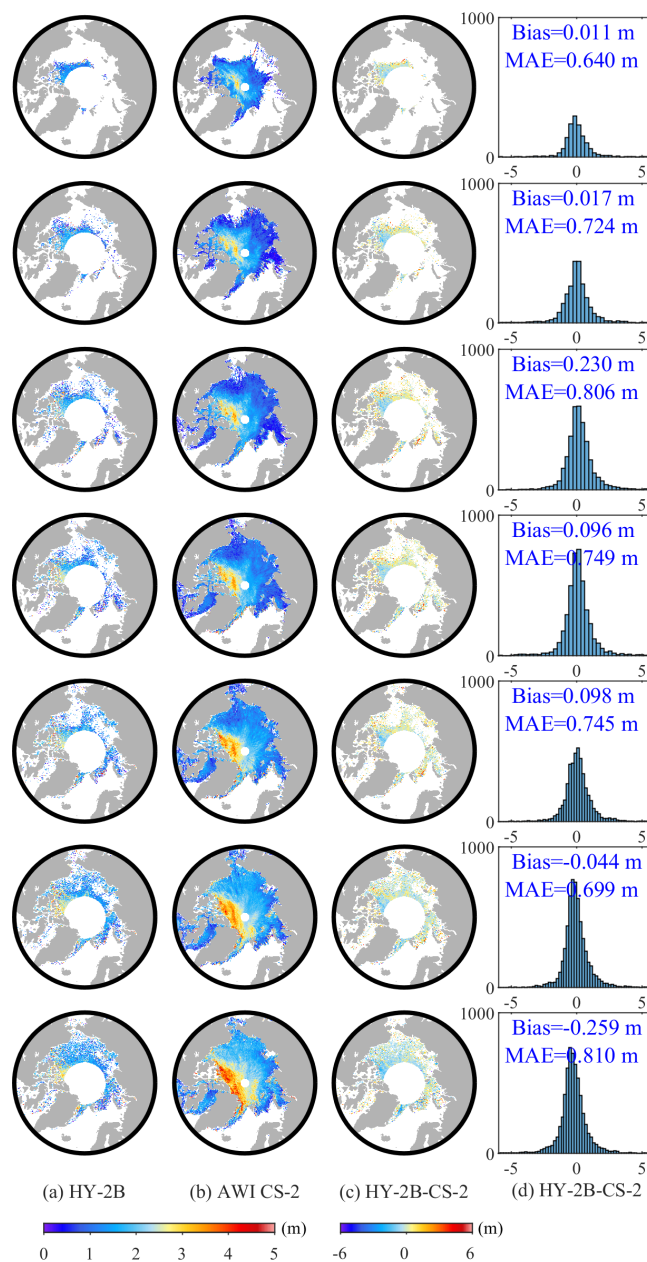 1000
Bias=0.011 m
MAE=0.640 m
0
-5 0 5
1000
Bias=0.017 m
MAE=0.724 m
0
-5 0 5
1000
Bias=0.230 m
MAE=0.806 m
0
-5 0 5
1000
Bias=0.096 m
MAE=0.749 m
0
-5 0 5
1000
Bias=0.098 m
MAE=0.745 m
0
-5 0 5
1000
Bias=-0.044 m
MAE=0.699 m
0
-5 0 5
1000
Bias=-0.259 m
MAE=0.810 m
0
-5 0 5
(a) HY-2B (b) AWI CS-2 (c) HY-2B-CS-2 (d) HY-2B-CS-2
(m) (m)
0 1 2 3 4 5 -6 0 6